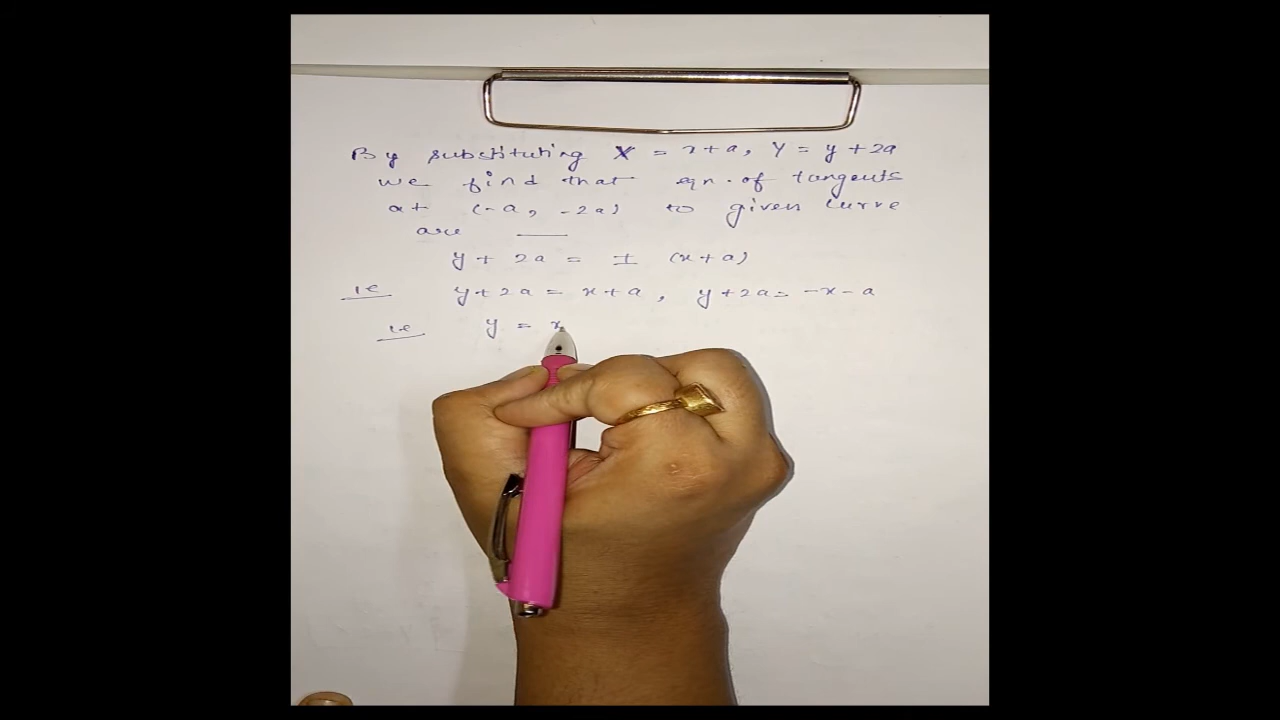 By substituting X = x+a, Y = y+2a
we find that eqn. of tangents
at (-a, -2a) to given curve
are ___
y + 2a = ± (x+a)
ie y+2a = x+a, y+2a = -x-a
ie y = x